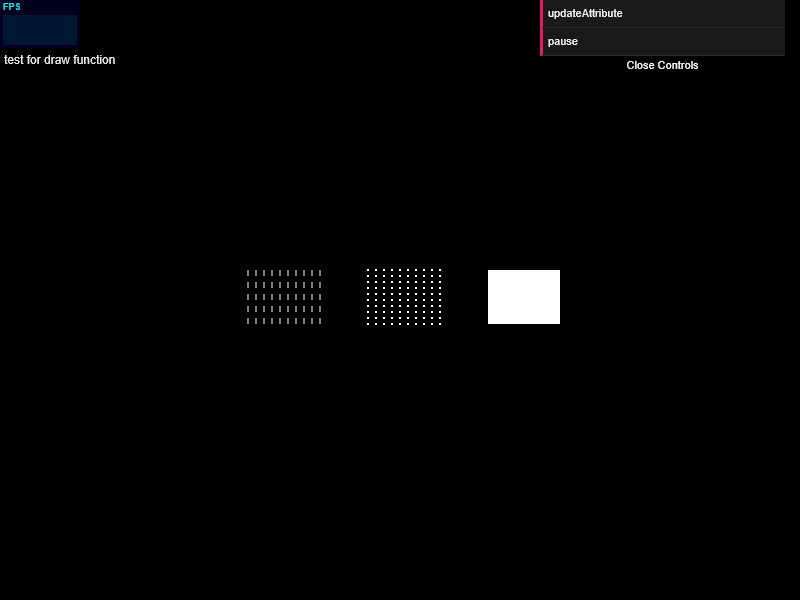 FPS
test for draw function
updateAttribute
pause
Close Controls